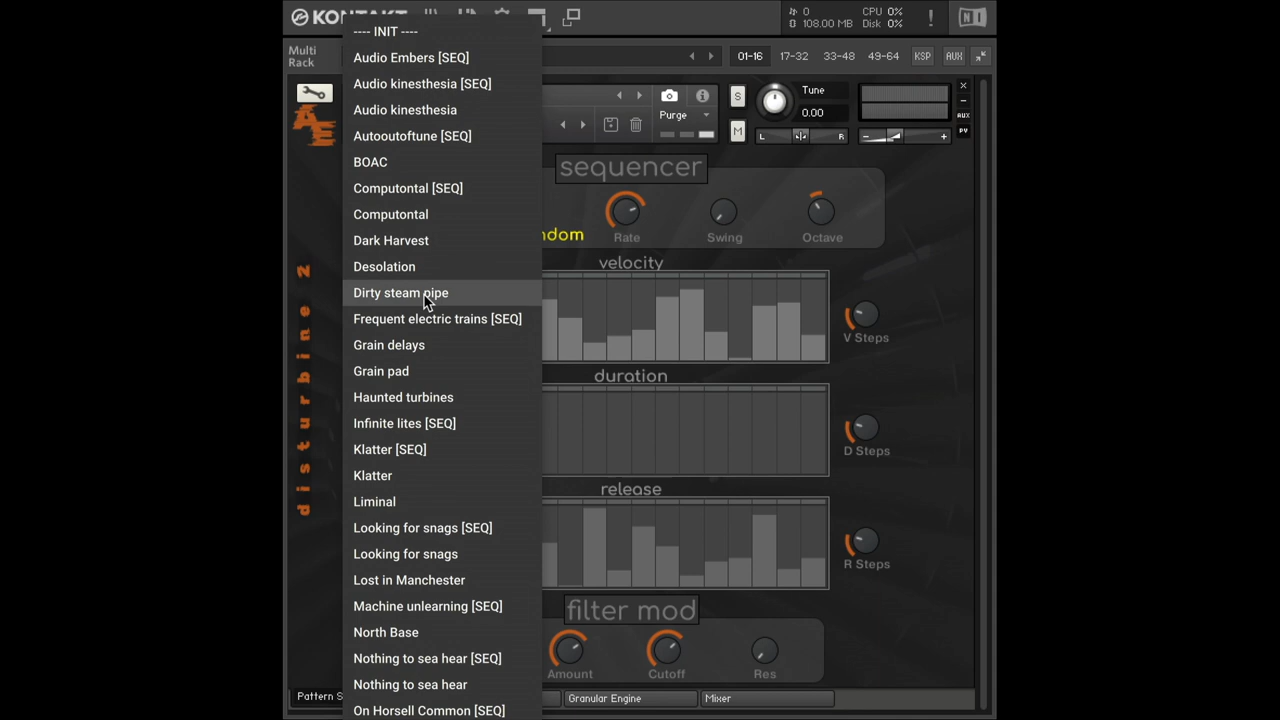 KONTAKT
0
108.00 MB
CPU 0%
Disk 0%
!
NI
Multi
Rack
01-16
17-32
33-48
49-64
KSP
AUX
---- INIT ----
Audio Embers [SEQ]
Audio kinesthesia [SEQ]
Audio kinesthesia
Autooutoftune [SEQ]
BOAC
Computontal [SEQ]
Computontal
Dark Harvest
Desolation
Dirty steam pipe
Frequent electric trains [SEQ]
Grain delays
Grain pad
Haunted turbines
Infinite lites [SEQ]
Klatter [SEQ]
Klatter
Liminal
Looking for snags [SEQ]
Looking for snags
Lost in Manchester
Machine unlearning [SEQ]
North Base
Nothing to sea hear [SEQ]
Nothing to sea hear
On Horsell Common [SEQ]
AE
disturbine 2
Purge
S
M
Tune
0.00
L
R
-
+
AUX
PV
sequencer
ndom
Rate
Swing
Octave
velocity
V Steps
duration
D Steps
release
R Steps
filter mod
Amount
Cutoff
Res
Pattern S
Granular Engine
Mixer